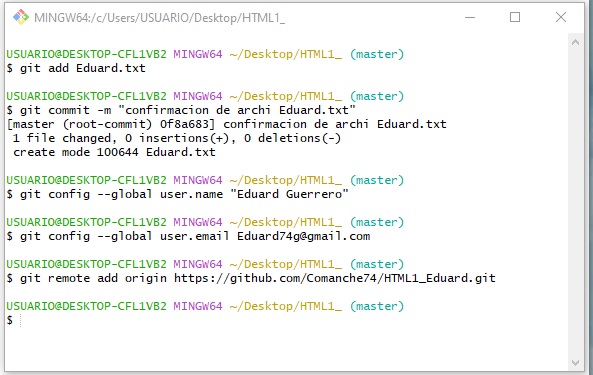 MINGW64:/c/Users/USUARIO/Desktop/HTML1_
USUARIO@DESKTOP-CFL1VB2 MINGW64 ~/Desktop/HTML1_ (master)
$ git add Eduard.txt
USUARIO@DESKTOP-CFL1VB2 MINGW64 ~/Desktop/HTML1_ (master)
$ git commit -m "confirmacion de archi Eduard.txt"
[master (root-commit) 0f8a683] confirmacion de archi Eduard.txt
1 file changed, 0 insertions(+), 0 deletions(-)
create mode 100644 Eduard.txt
USUARIO@DESKTOP-CFL1VB2 MINGW64 ~/Desktop/HTML1_ (master)
$ git config --global user.name "Eduard Guerrero"
USUARIO@DESKTOP-CFL1VB2 MINGW64 ~/Desktop/HTML1_ (master)
$ git config --global user.email Eduard74g@gmail.com
USUARIO@DESKTOP-CFL1VB2 MINGW64 ~/Desktop/HTML1_ (master)
$ git remote add origin https://github.com/Comanche74/HTML1_Eduard.git
USUARIO@DESKTOP-CFL1VB2 MINGW64 ~/Desktop/HTML1_ (master)
$